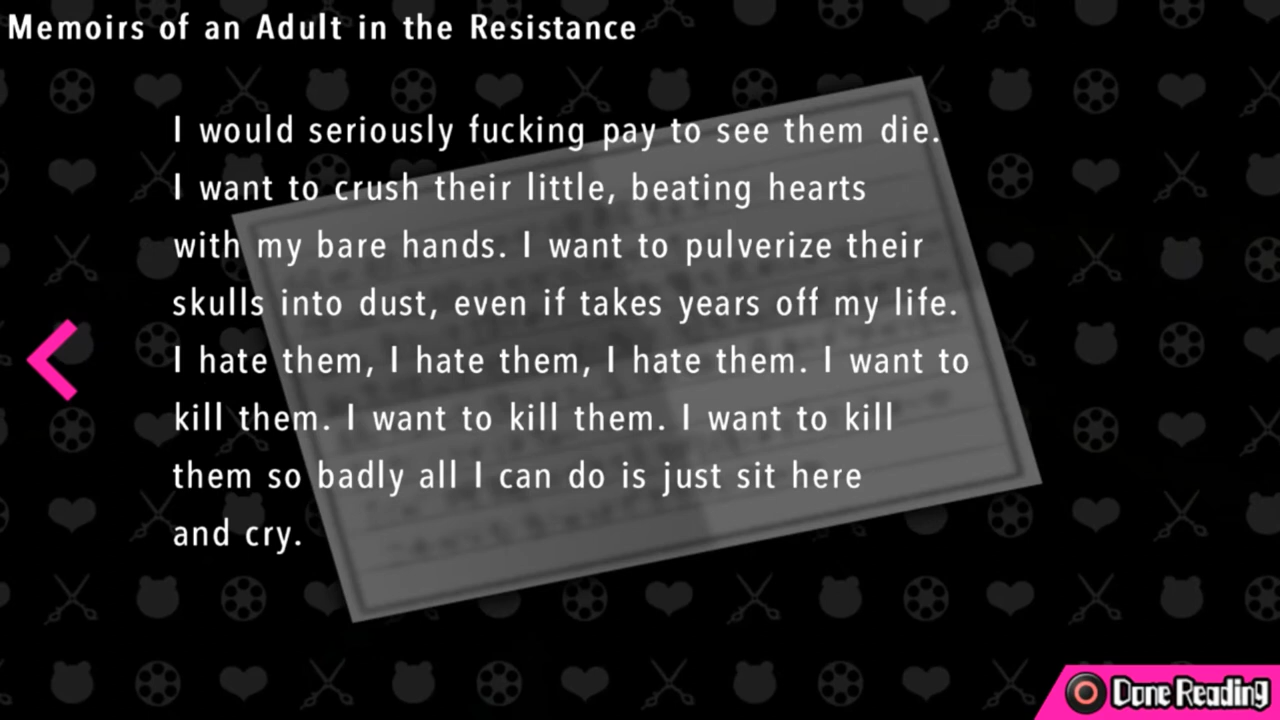 Memoirs of an Adult in the Resistance
I would seriously fucking pay to see them die.
I want to crush their little, beating hearts
with my bare hands. I want to pulverize their
skulls into dust, even if takes years off my life.
I hate them, I hate them, I hate them. I want to
kill them. I want to kill them. I want to kill
them so badly all I can do is just sit here
and cry.
Done Reading